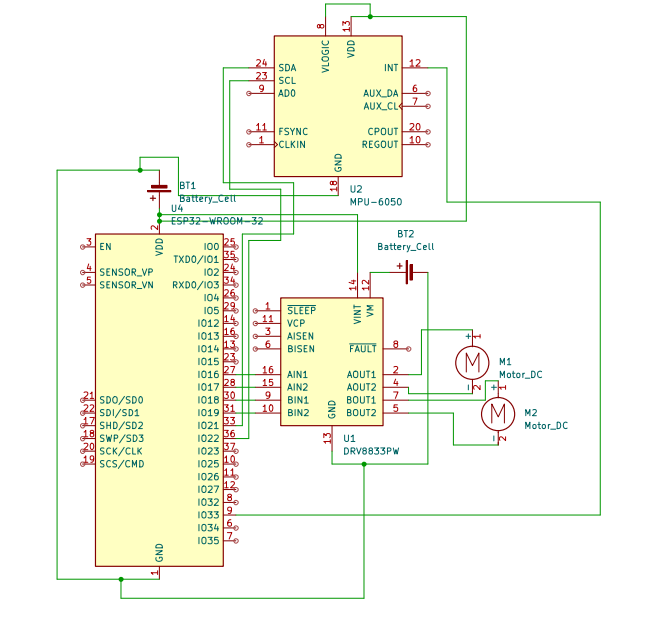 8
VLOGIC
13
VDD
24 SDA
23 SCL
9 AD0
11 FSYNC
1 CLKIN
INT 12
AUX_DA 6
AUX_CL 7
CPOUT 20
REGOUT 10
GND
18
U2
MPU-6050
BT1
Battery_Cell
+
U4
ESP32-WROOM-32
2
VDD
3 EN
4 SENSOR_VP
5 SENSOR_VN
21 SDO/SD0
22 SDI/SD1
17 SHD/SD2
18 SWP/SD3
20 SCK/CLK
19 SCS/CMD
IO0 25
TXD0/IO1 35
IO2 24
RXD0/IO3 34
IO4 26
IO5 29
IO12 14
IO13 16
IO14 13
IO15 23
IO16 27
IO17 28
IO18 30
IO19 31
IO21 33
IO22 36
IO23 37
IO25 10
IO26 11
IO27 12
IO32 8
IO33 9
IO34 6
IO35 7
GND
1
BT2
Battery_Cell
+
14
VINT
12
VM
1 SLEEP
11 VCP
3 AISEN
6 BISEN
16 AIN1
15 AIN2
9 BIN1
10 BIN2
FAULT 8
AOUT1 2
AOUT2 4
BOUT1 7
BOUT2 5
GND
13
U1
DRV8833PW
+ 1
M
M1
Motor_DC
- 2
+ 1
M
M2
Motor_DC
- 2